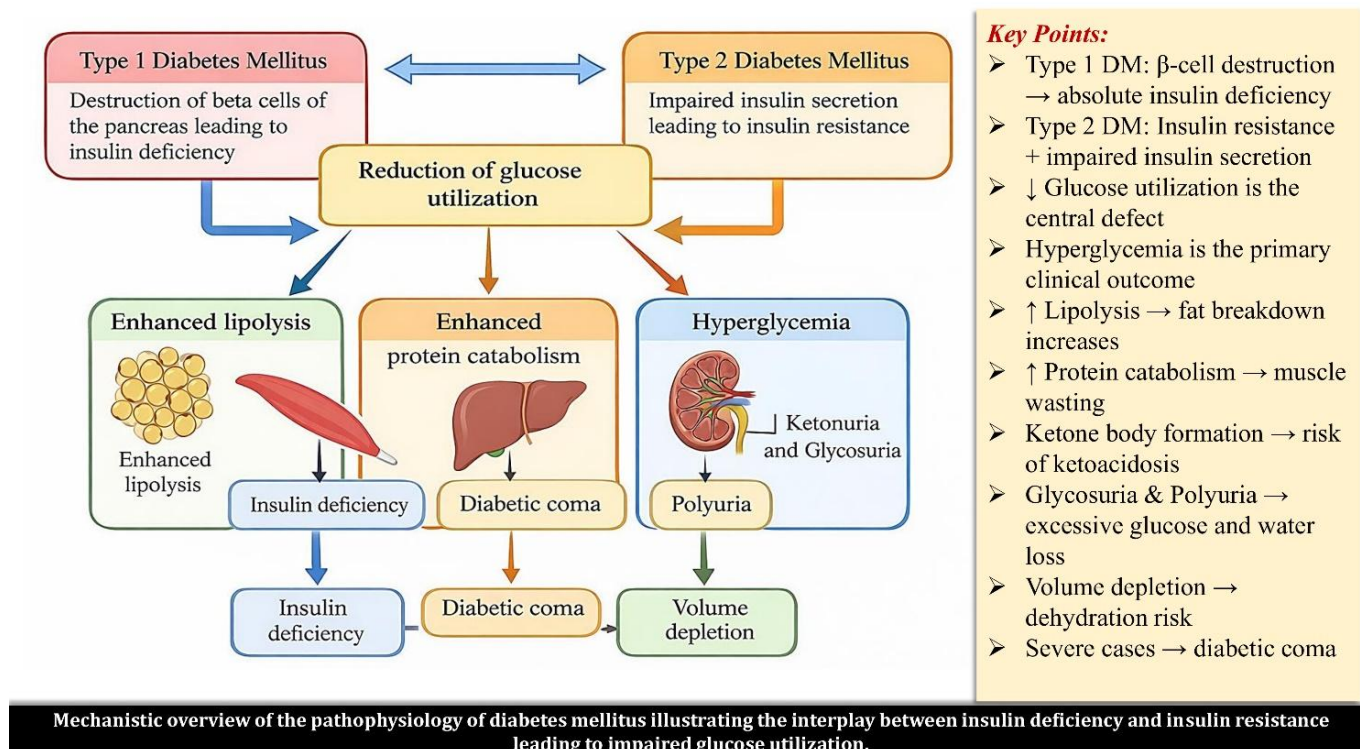 Type 1 Diabetes Mellitus
Destruction of beta cells of
the pancreas leading to
insulin deficiency
Type 2 Diabetes Mellitus
Impaired insulin secretion
leading to insulin resistance
Reduction of glucose
utilization
Enhanced lipolysis
Enhanced
lipolysis
Insulin deficiency
Enhanced
protein catabolism
Diabetic coma
Hyperglycemia
Ketonuria
and Glycosuria
Polyuria
Insulin
deficiency
Diabetic coma
Volume
depletion
Key Points:
➢ Type 1 DM: β-cell destruction
→ absolute insulin deficiency
➢ Type 2 DM: Insulin resistance
+ impaired insulin secretion
➢ ↓ Glucose utilization is the
central defect
➢ Hyperglycemia is the primary
clinical outcome
➢ ↑ Lipolysis → fat breakdown
increases
➢ ↑ Protein catabolism → muscle
wasting
➢ Ketone body formation → risk
of ketoacidosis
➢ Glycosuria & Polyuria →
excessive glucose and water
loss
➢ Volume depletion →
dehydration risk
➢ Severe cases → diabetic coma
Mechanistic overview of the pathophysiology of diabetes mellitus illustrating the interplay between insulin deficiency and insulin resistance
leading to impaired glucose utilization.